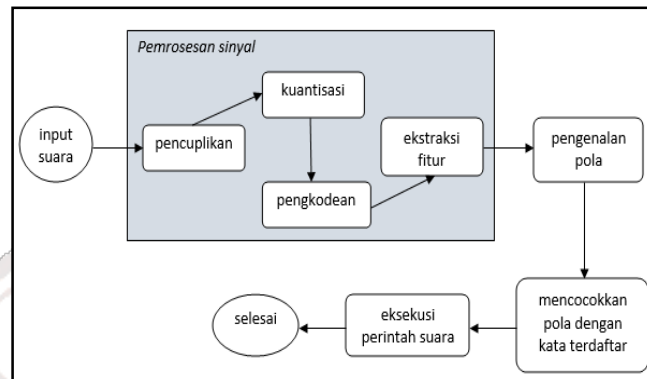 Pemrosesan sinyal
input
suara
pencuplikan
kuantisasi
pengkodean
ekstraksi
fitur
pengenalan
pola
mencocokkan
pola dengan
kata terdaftar
eksekusi
perintah suara
selesai